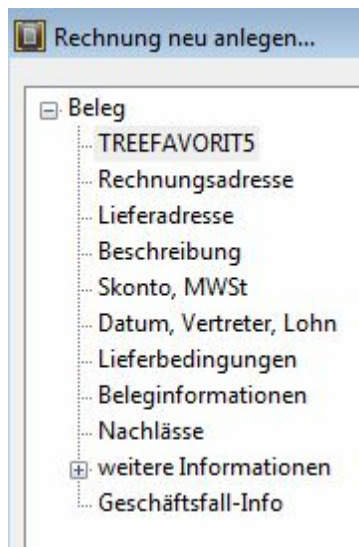 Rechnung neu anlegen...
Beleg
TREEFAVORIT5
Rechnungsadresse
Lieferadresse
Beschreibung
Skonto, MWSt
Datum, Vertreter, Lohn
Lieferbedingungen
Beleginformationen
Nachlässe
weitere Informationen
Geschäftsfall-Info